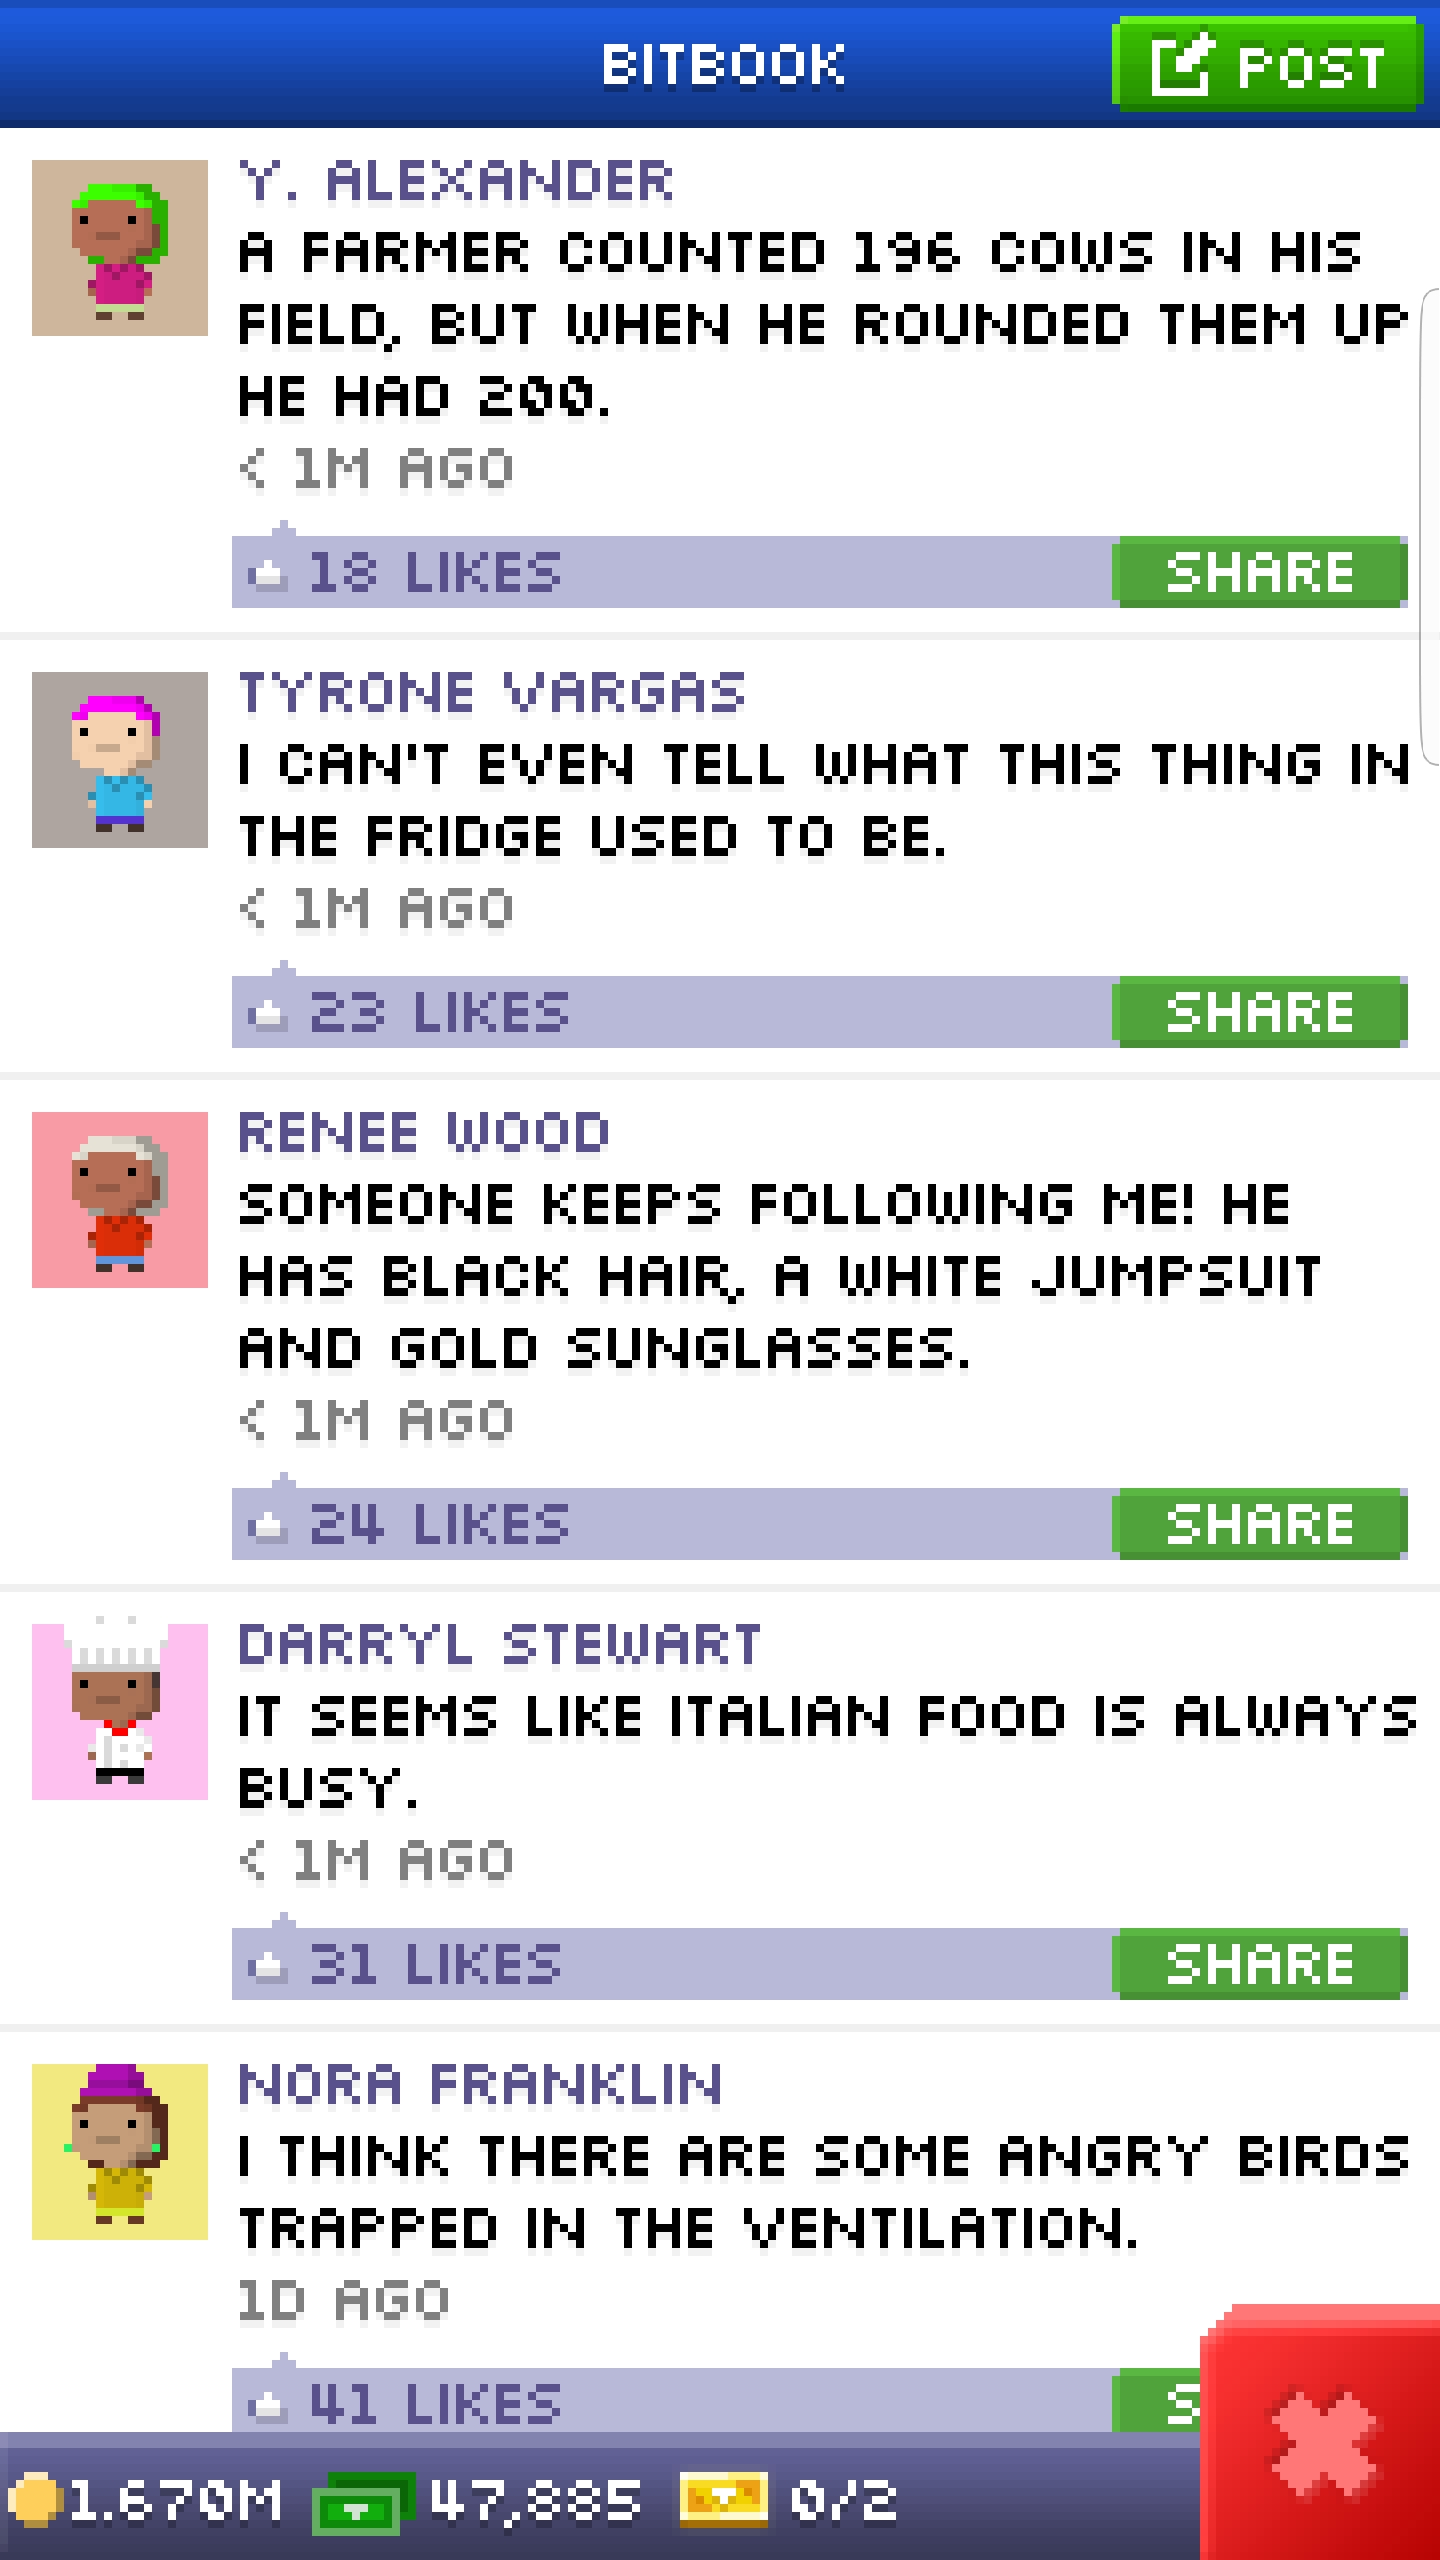 BITBOOK
POST
Y. ALEXANDER
A FARMER COUNTED 196 COWS IN HIS
FIELD, BUT WHEN HE ROUNDED THEM UP
HE HAD 200.
< 1M AGO
18 LIKES
SHARE
TYRONE VARGAS
I CAN'T EVEN TELL WHAT THIS THING IN
THE FRIDGE USED TO BE.
< 1M AGO
23 LIKES
SHARE
RENEE WOOD
SOMEONE KEEPS FOLLOWING ME! HE
HAS BLACK HAIR, A WHITE JUMPSUIT
AND GOLD SUNGLASSES.
< 1M AGO
24 LIKES
SHARE
DARRYL STEWART
IT SEEMS LIKE ITALIAN FOOD IS ALWAYS
BUSY.
< 1M AGO
31 LIKES
SHARE
NORA FRANKLIN
I THINK THERE ARE SOME ANGRY BIRDS
TRAPPED IN THE VENTILATION.
1D AGO
41 LIKES
S
1.670M 47,885 0/2